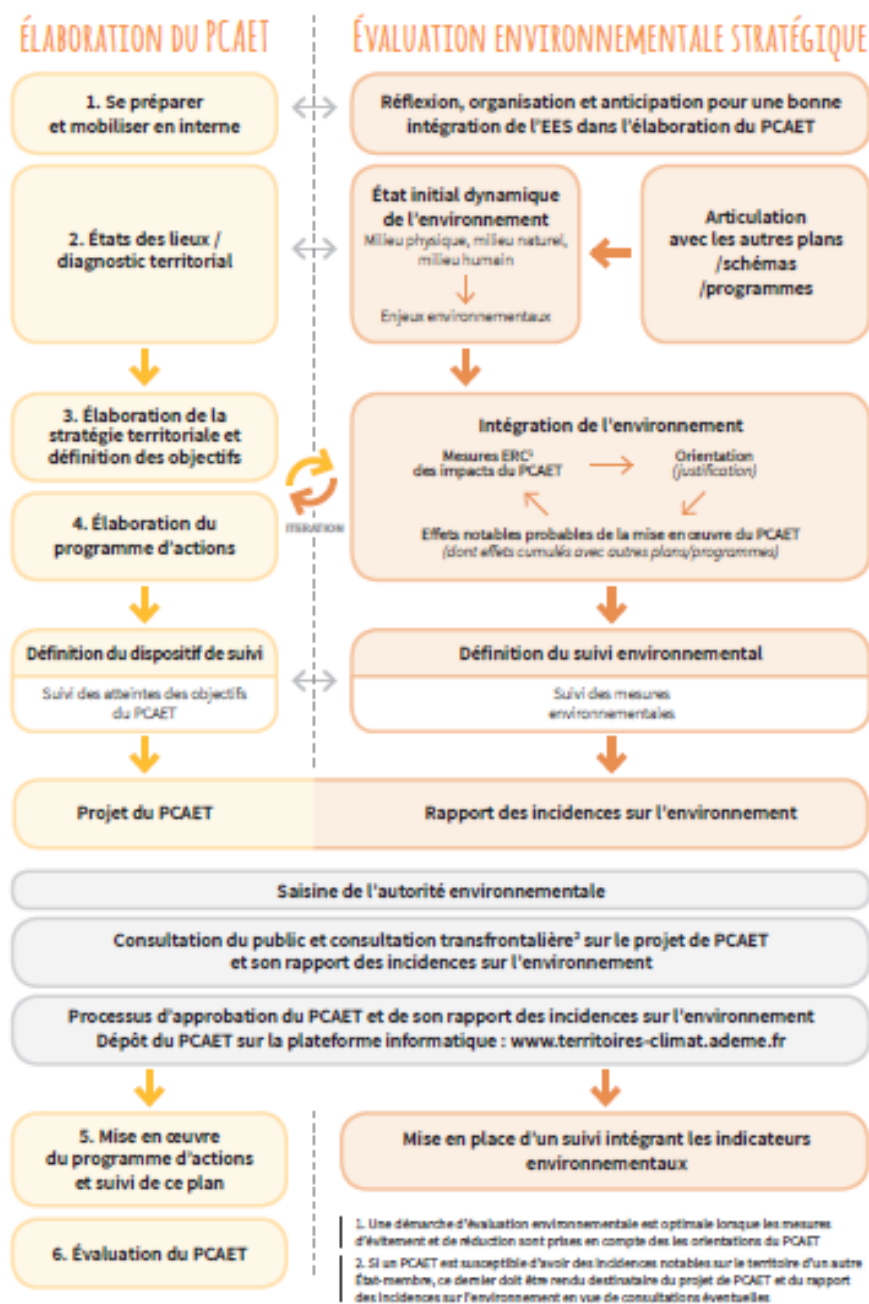 ÉLABORATION DU PCAET
ÉVALUATION ENVIRONNEMENTALE STRATÉGIQUE
1. Se préparer
et mobiliser en interne
Réflexion, organisation et anticipation pour une bonne
intégration de l'EES dans l'élaboration du PCAET
2. États des lieux /
diagnostic territorial
État initial dynamique
de l'environnement
Milieu physique, milieu naturel,
milieu humain
Enjeux environnementaux
Articulation
avec les autres plans
/schémas
/programmes
3. Élaboration de la
stratégie territoriale et
définition des objectifs
4. Élaboration du
programme d'actions
ITERATION
Intégration de l'environnement
Mesures ERC¹
des impacts du PCAET
Orientation
(justification)
Effets notables probables de la mise en œuvre du PCAET
(dont effets cumulés avec autres plans/programmes)
Définition du dispositif de suivi
Suivi des atteintes des objectifs
du PCAET
Définition du suivi environnemental
Suivi des mesures
environnementales
Projet du PCAET
Rapport des incidences sur l'environnement
Saisine de l'autorité environnementale
Consultation du public et consultation transfrontalière² sur le projet de PCAET
et son rapport des incidences sur l'environnement
Processus d'approbation du PCAET et de son rapport des incidences sur l'environnement
Dépôt du PCAET sur la plateforme informatique : www.territoires-climat.ademe.fr
5. Mise en œuvre
du programme d'actions
et suivi de ce plan
Mise en place d'un suivi intégrant les indicateurs
environnementaux
6. Évaluation du PCAET
1. Une démarche d'évaluation environnementale est optimale lorsque les mesures
d'évitement et de réduction sont prises en compte des les orientations du PCAET
2. Si un PCAET est susceptible d'avoir des incidences notables sur le territoire d'un autre
État-membre, ce dernier doit être rendu destinataire du projet de PCAET et du rapport
des incidences sur l'environnement en vue de consultations éventuelles